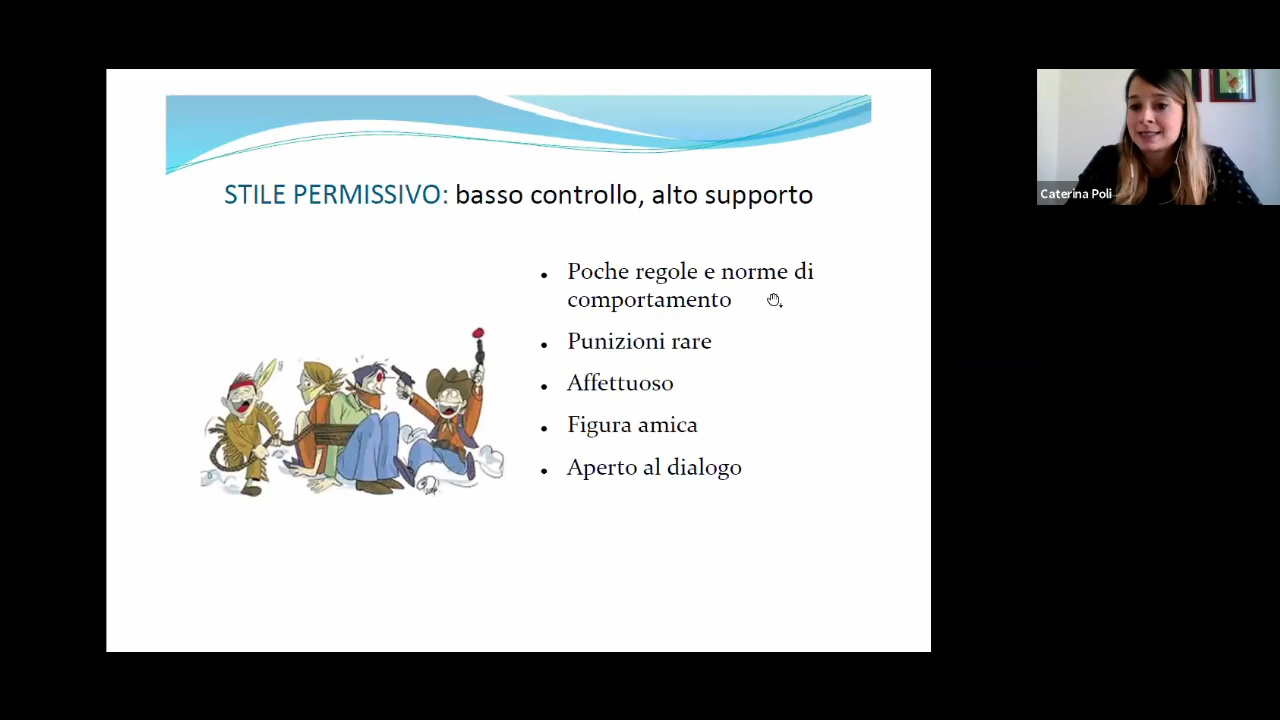 STILE PERMISSIVO: basso controllo, alto supporto
• Poche regole e norme di
comportamento
• Punizioni rare
• Affettuoso
• Figura amica
• Aperto al dialogo
Caterina Poli